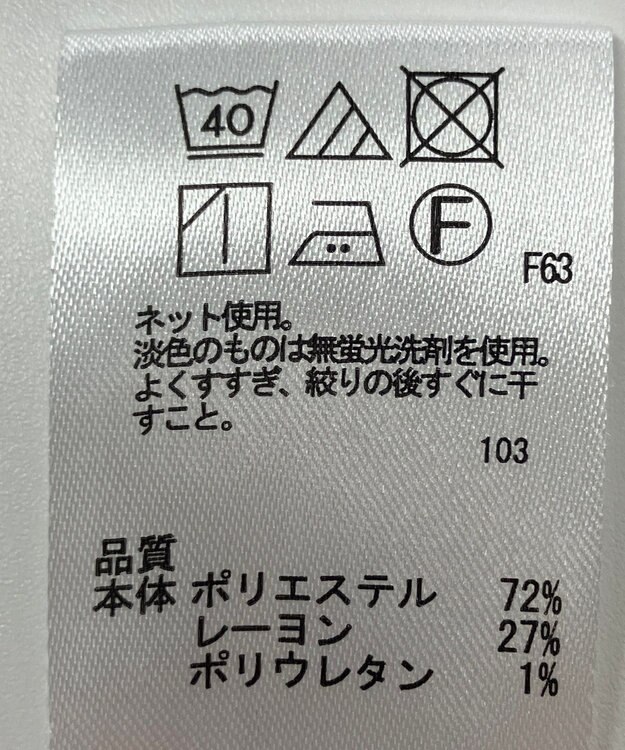 40
F
F63
ネット使用。
淡色のものは無蛍光洗剤を使用。
よくすすぎ、絞りの後すぐに干
すこと。
103
品質
本体 ポリエステル 72%
レーヨン 27%
ポリウレタン 1%